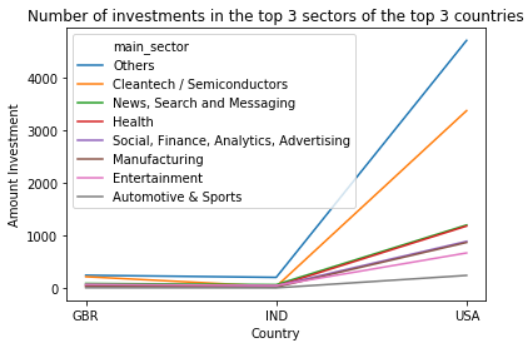 Number of investments in the top 3 sectors of the top 3 countries
main_sector
Others
Cleantech / Semiconductors
News, Search and Messaging
Health
Social, Finance, Analytics, Advertising
Manufacturing
Entertainment
Automotive & Sports
Amount Investment
4000
3000
2000
1000
0
GBR IND USA
Country